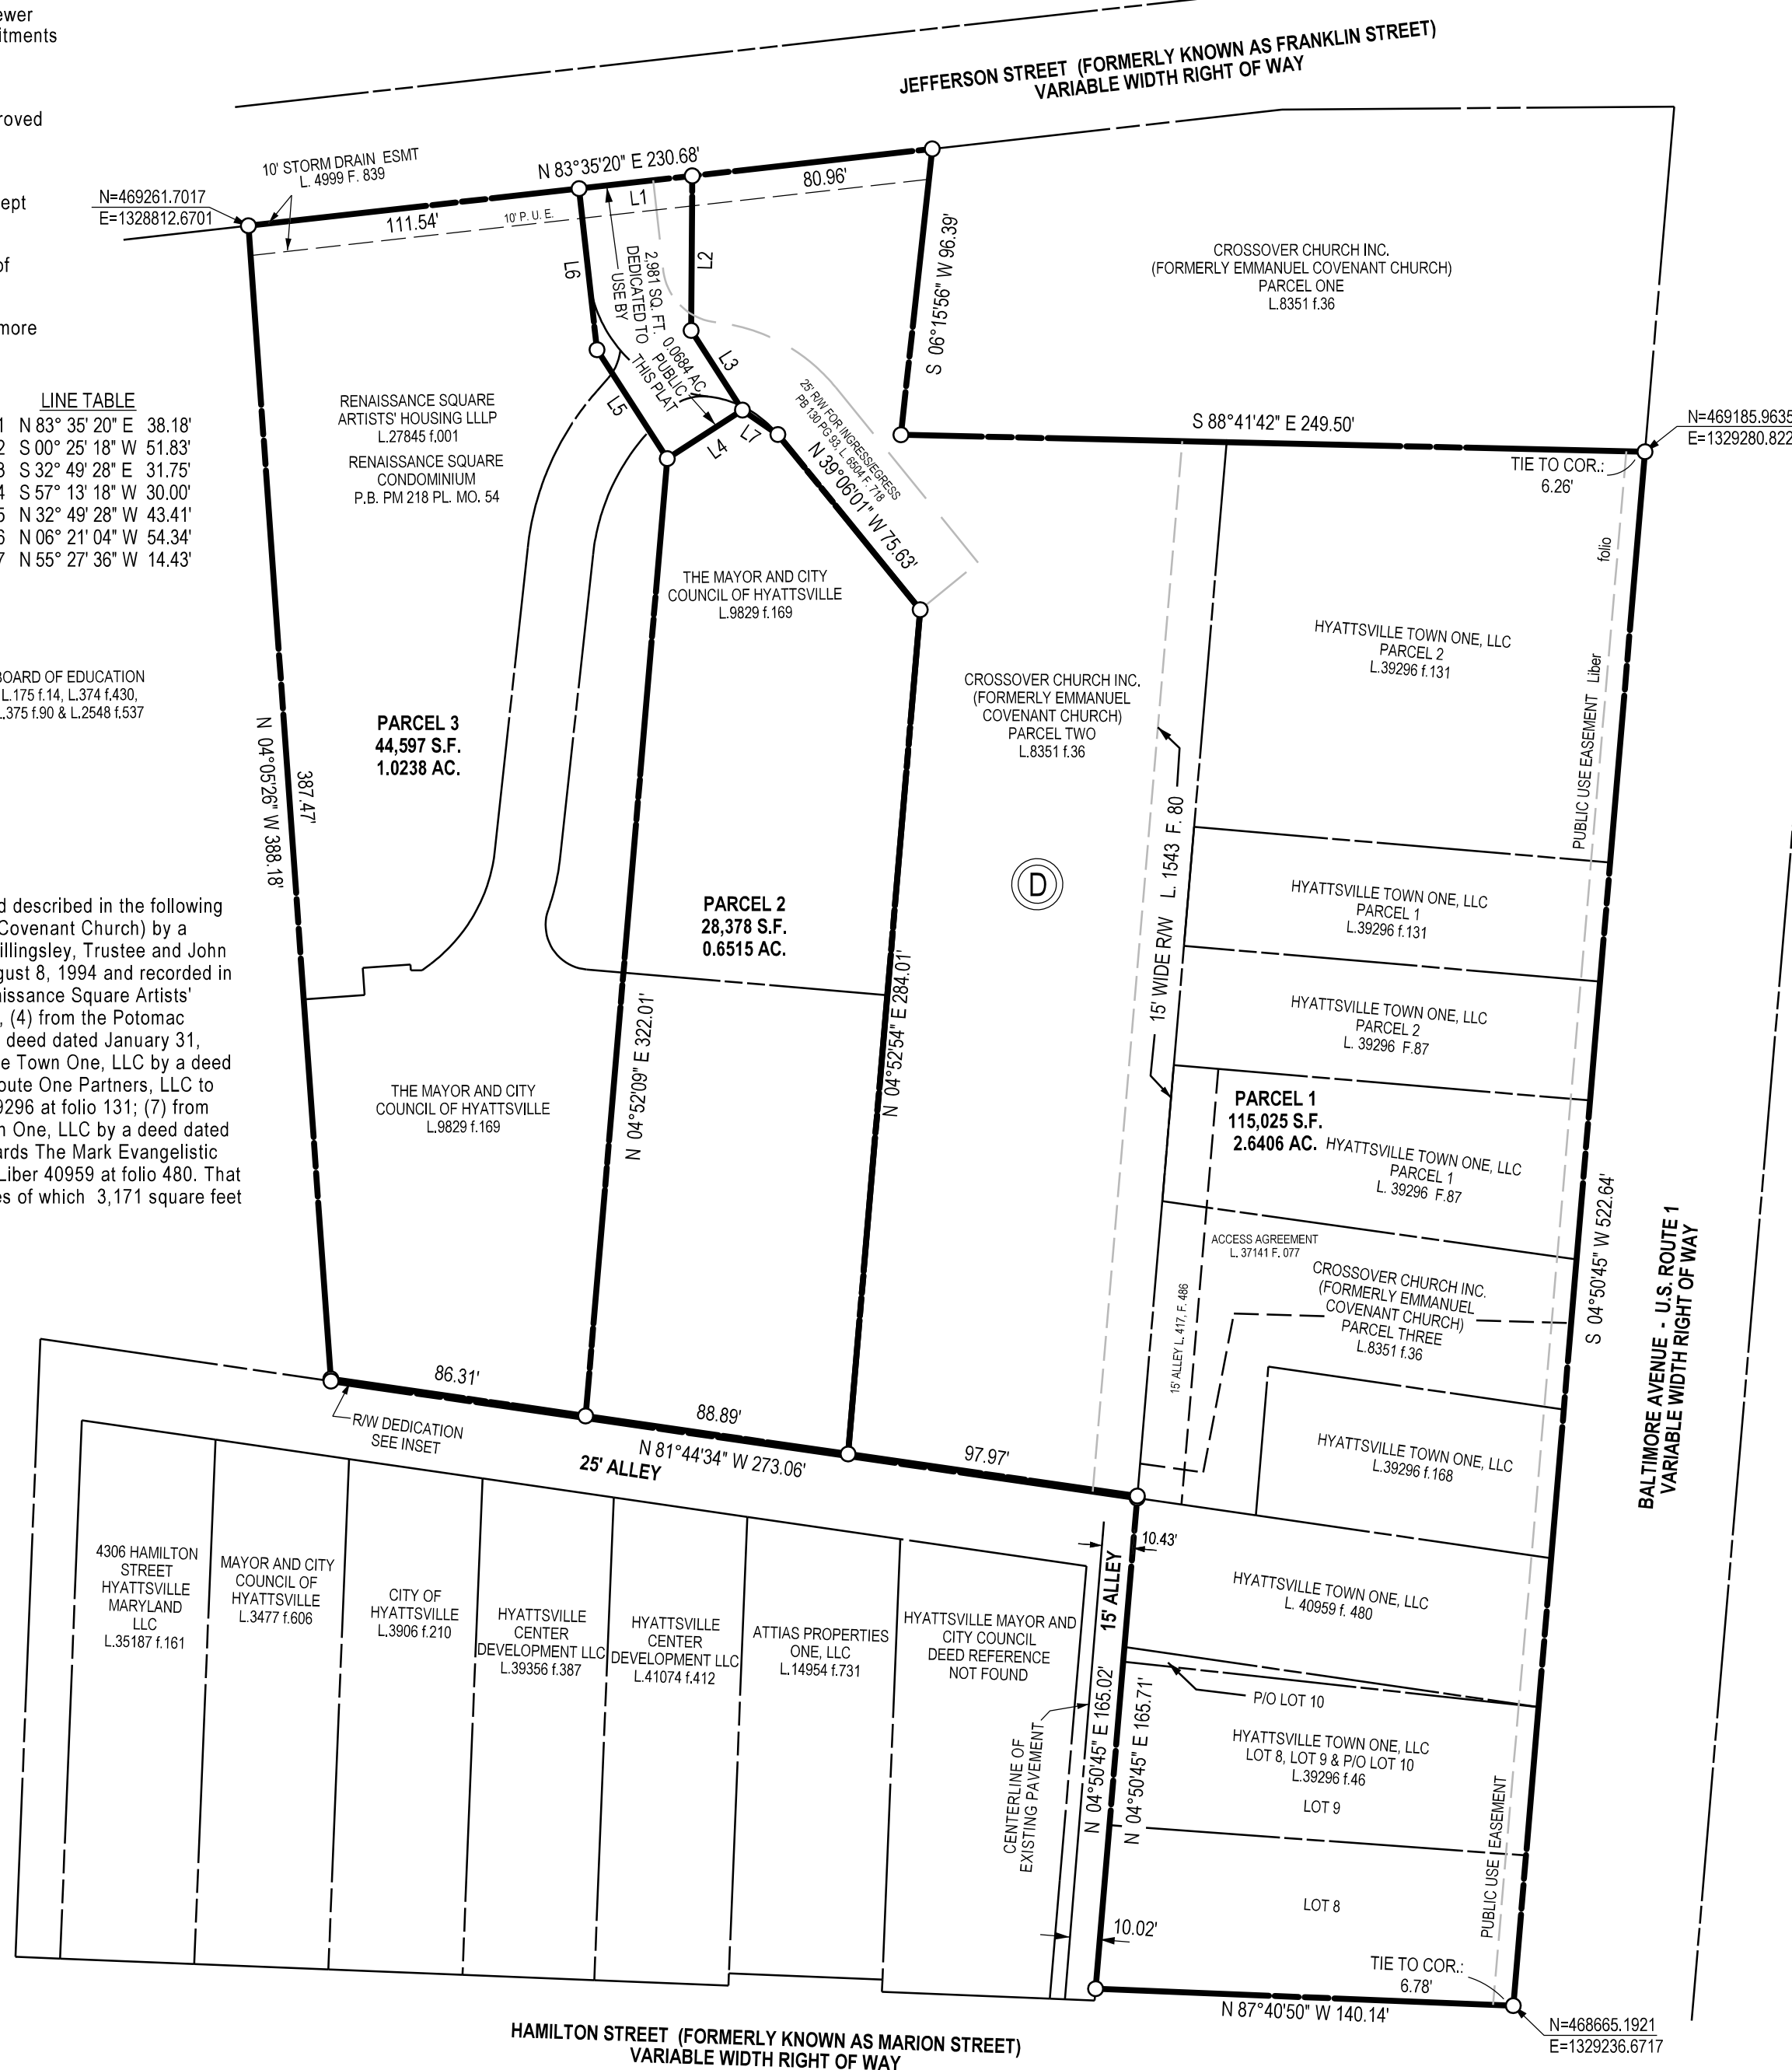 ewer
itments
roved
ept
of
more
JEFFERSON STREET (FORMERLY KNOWN AS FRANKLIN STREET)
VARIABLE WIDTH RIGHT OF WAY
10' STORM DRAIN ESMT
L. 4999 F. 839
N=469261.7017
E=1328812.6701
N 83°35'20" E 230.68'
111.54'
10' P. U. E.
L1
80.96'
L6
L2
2,981 SQ. FT. 0.0684 AC.
DEDICATED TO PUBLIC
USE BY THIS PLAT
L3
L5
L4
L7
25' R/W FOR INGRESS/EGRESS
PB 130 PG 93, L. 6504 F. 718
N 39°06'01" W 75.63'
S 06°15'56" W 96.39'
CROSSOVER CHURCH INC.
(FORMERLY EMMANUEL COVENANT CHURCH)
PARCEL ONE
L.8351 f.36
S 88°41'42" E 249.50'
N=469185.9635
E=1329280.822
TIE TO COR.:
6.26'
LINE TABLE
1 N 83° 35' 20" E 38.18'
2 S 00° 25' 18" W 51.83'
3 S 32° 49' 28" E 31.75'
4 S 57° 13' 18" W 30.00'
5 N 32° 49' 28" W 43.41'
6 N 06° 21' 04" W 54.34'
7 N 55° 27' 36" W 14.43'
RENAISSANCE SQUARE
ARTISTS' HOUSING LLLP
L.27845 f,001
RENAISSANCE SQUARE
CONDOMINIUM
P.B. PM 218 PL. MO. 54
THE MAYOR AND CITY
COUNCIL OF HYATTSVILLE
L.9829 f.169
BOARD OF EDUCATION
L.175 f.14, L.374 f.430,
L.375 f.90 & L.2548 f.537
N 04°05'26" W 388.18'
387.47'
PARCEL 3
44,597 S.F.
1.0238 AC.
PARCEL 2
28,378 S.F.
0.6515 AC.
CROSSOVER CHURCH INC.
(FORMERLY EMMANUEL
COVENANT CHURCH)
PARCEL TWO
L.8351 f.36
D
15' WIDE R/W L. 1543 F. 80
HYATTSVILLE TOWN ONE, LLC
PARCEL 2
L.39296 f.131
PUBLIC USE EASEMENT Liber folio
HYATTSVILLE TOWN ONE, LLC
PARCEL 1
L.39296 f.131
HYATTSVILLE TOWN ONE, LLC
PARCEL 2
L. 39296 F.87
PARCEL 1
115,025 S.F.
2.6406 AC.
HYATTSVILLE TOWN ONE, LLC
PARCEL 1
L. 39296 F.87
ACCESS AGREEMENT
L. 37141 F. 077
15' ALLEY L. 417, F. 486
CROSSOVER CHURCH INC.
(FORMERLY EMMANUEL
COVENANT CHURCH)
PARCEL THREE
L.8351 f.36
HYATTSVILLE TOWN ONE, LLC
L.39296 f.168
S 04°50'45" W 522.64'
BALTIMORE AVENUE - U.S. ROUTE 1
VARIABLE WIDTH RIGHT OF WAY
d described in the following
Covenant Church) by a
illingsley, Trustee and John
gust 8, 1994 and recorded in
aissance Square Artists'
, (4) from the Potomac
deed dated January 31,
e Town One, LLC by a deed
oute One Partners, LLC to
9296 at folio 131; (7) from
n One, LLC by a deed dated
ards The Mark Evangelistic
Liber 40959 at folio 480. That
es of which 3,171 square feet
THE MAYOR AND CITY
COUNCIL OF HYATTSVILLE
L.9829 f.169
N 04°52'09" E 322.01'
N 04°52'54" E 284.01'
86.31'
R/W DEDICATION
SEE INSET
88.89'
N 81°44'34" W 273.06'
25' ALLEY
97.97'
10.43'
15' ALLEY
4306 HAMILTON
STREET
HYATTSVILLE
MARYLAND
LLC
L.35187 f.161
MAYOR AND CITY
COUNCIL OF
HYATTSVILLE
L.3477 f.606
CITY OF
HYATTSVILLE
L.3906 f.210
HYATTSVILLE
CENTER
DEVELOPMENT LLC
L.39356 f.387
HYATTSVILLE
CENTER
DEVELOPMENT LLC
L.41074 f.412
ATTIAS PROPERTIES
ONE, LLC
L.14954 f.731
HYATTSVILLE MAYOR AND
CITY COUNCIL
DEED REFERENCE
NOT FOUND
CENTERLINE OF
EXISTING PAVEMENT
N 04°50'45" E 165.02'
N 04°50'45" E 165.71'
10.02'
HYATTSVILLE TOWN ONE, LLC
L. 40959 f. 480
P/O LOT 10
HYATTSVILLE TOWN ONE, LLC
LOT 8, LOT 9 & P/O LOT 10
L.39296 f.46
LOT 9
LOT 8
PUBLIC USE EASEMENT
TIE TO COR.:
6.78'
N 87°40'50" W 140.14'
N=468665.1921
E=1329236.6717
HAMILTON STREET (FORMERLY KNOWN AS MARION STREET)
VARIABLE WIDTH RIGHT OF WAY